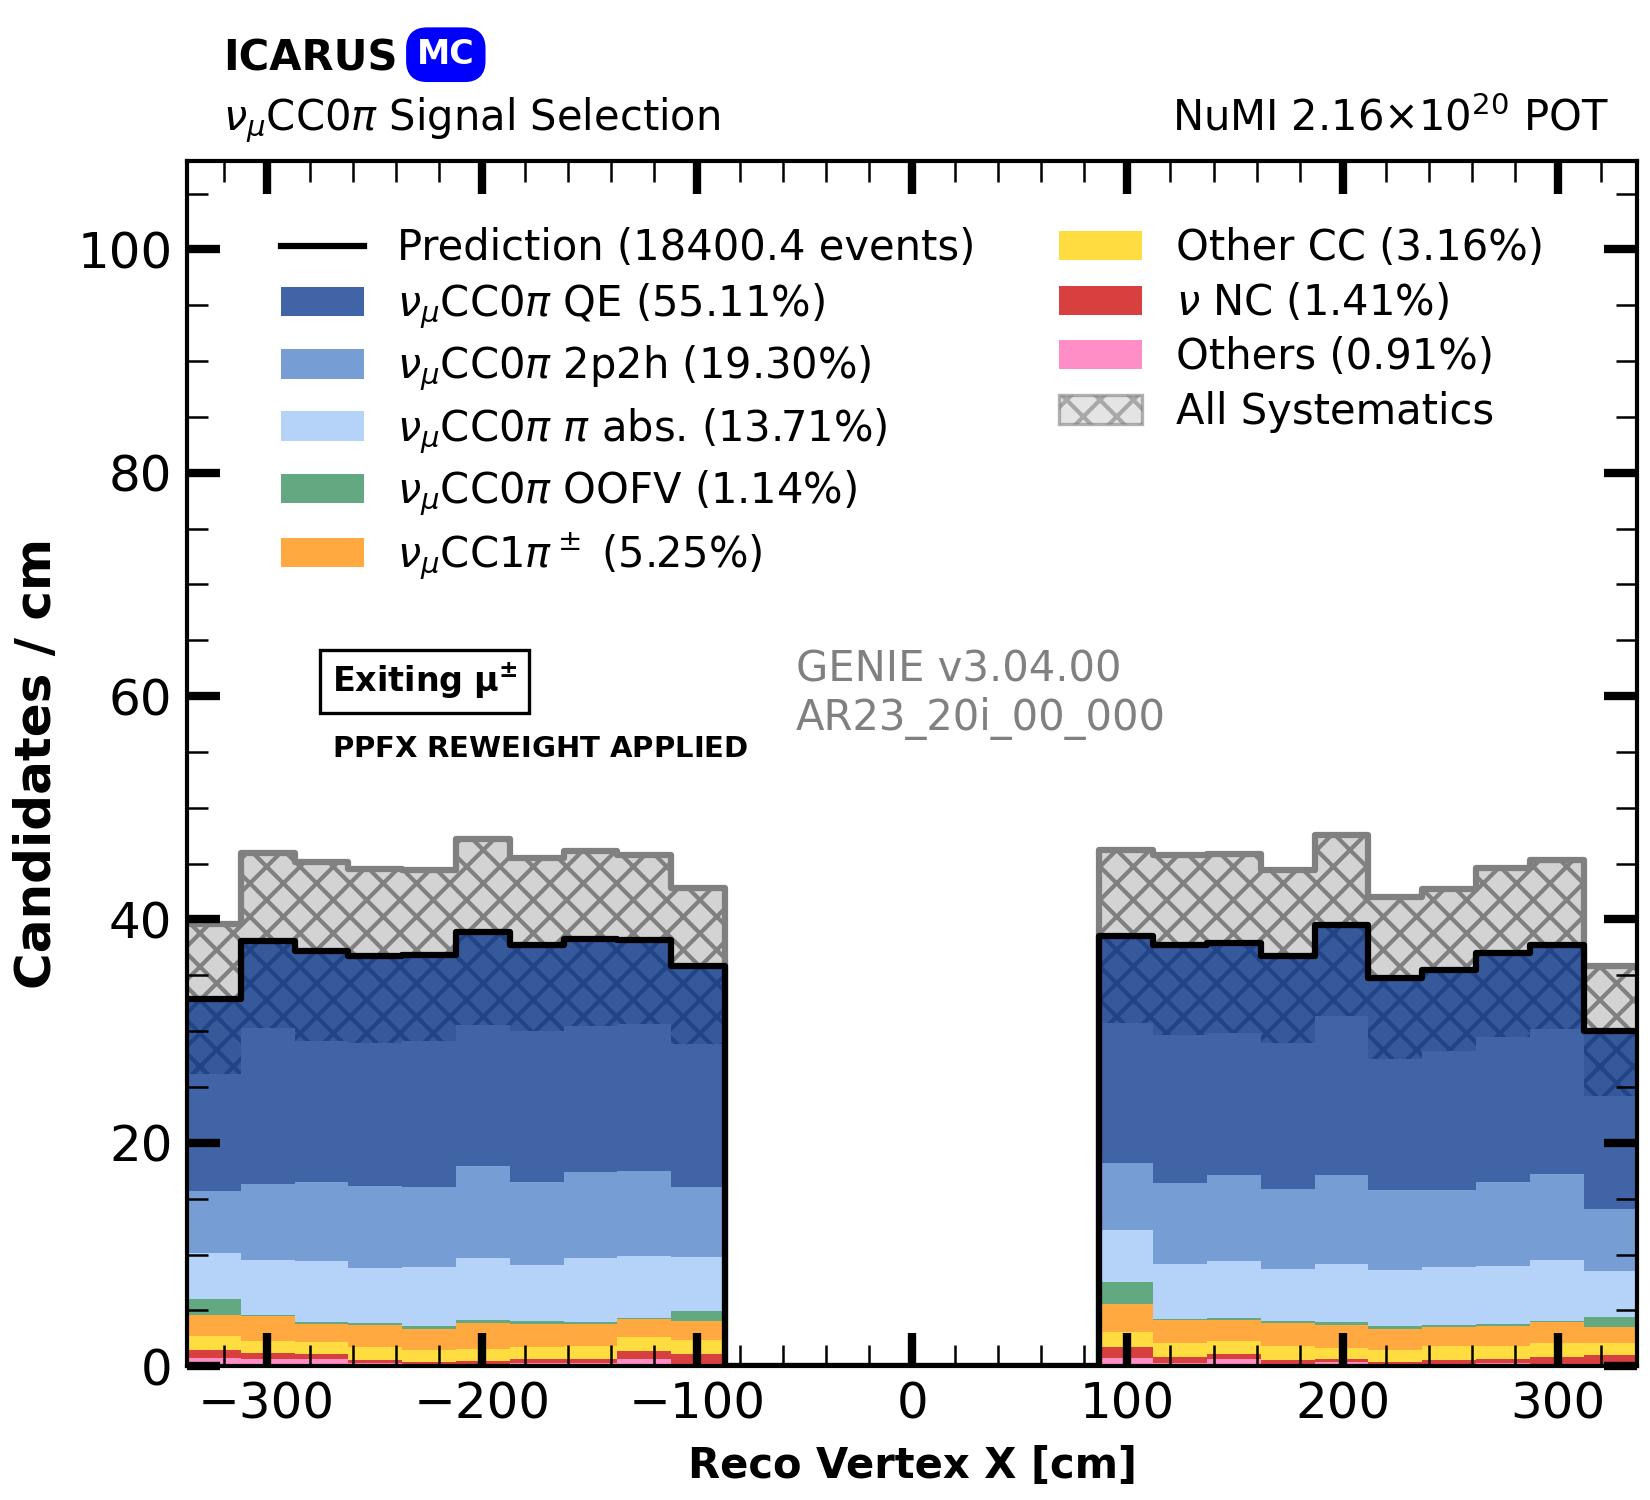 ICARUS MC
νμCC0π Signal Selection
NuMI 2.16×10²⁰ POT
Prediction (18400.4 events)
νμCC0π QE (55.11%)
νμCC0π 2p2h (19.30%)
νμCC0π π abs. (13.71%)
νμCC0π OOFV (1.14%)
νμCC1π± (5.25%)
Other CC (3.16%)
ν NC (1.41%)
Others (0.91%)
All Systematics
Exiting μ±
PPFX REWEIGHT APPLIED
GENIE v3.04.00
AR23_20i_00_000
Candidates / cm
100
80
60
40
20
0
−300 −200 −100 0 100 200 300
Reco Vertex X [cm]